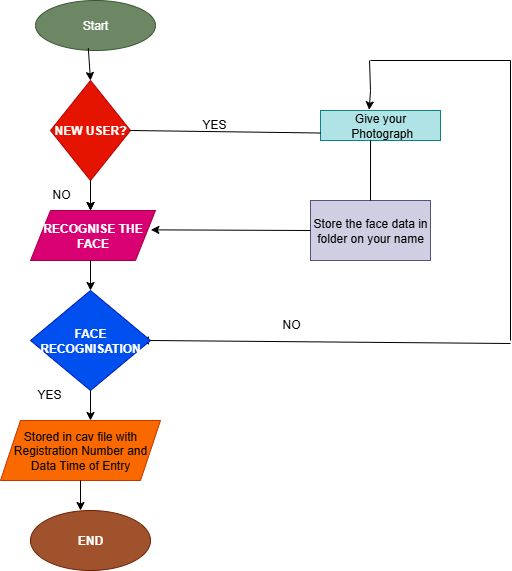 Start
NEW USER?
YES
Give your
Photograph
NO
RECOGNISE THE
FACE
Store the face data in
folder on your name
NO
FACE
RECOGNISATION
YES
Stored in cav file with
Registration Number and
Data Time of Entry
END